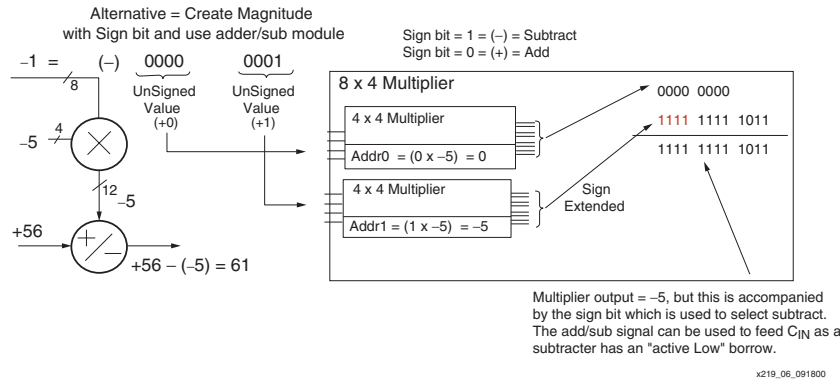 Alternative = Create Magnitude
with Sign bit and use adder/sub module
Sign bit = 1 = (–) = Subtract
Sign bit = 0 = (+) = Add
–1 = (–) 0000 0001
8
UnSigned
Value
(+0)
UnSigned
Value
(+1)
8 x 4 Multiplier
4 x 4 Multiplier
Addr0 = (0 x –5) = 0
4 x 4 Multiplier
Addr1 = (1 x –5) = –5
0000 0000
1111 1111 1011
1111 1111 1011
Sign
Extended
–5
4
12
–5
+56
+
–
+56 – (–5) = 61
Multiplier output = –5, but this is accompanied
by the sign bit which is used to select subtract.
The add/sub signal can be used to feed CIN as a
subtracter has an "active Low" borrow.
x219_06_091800